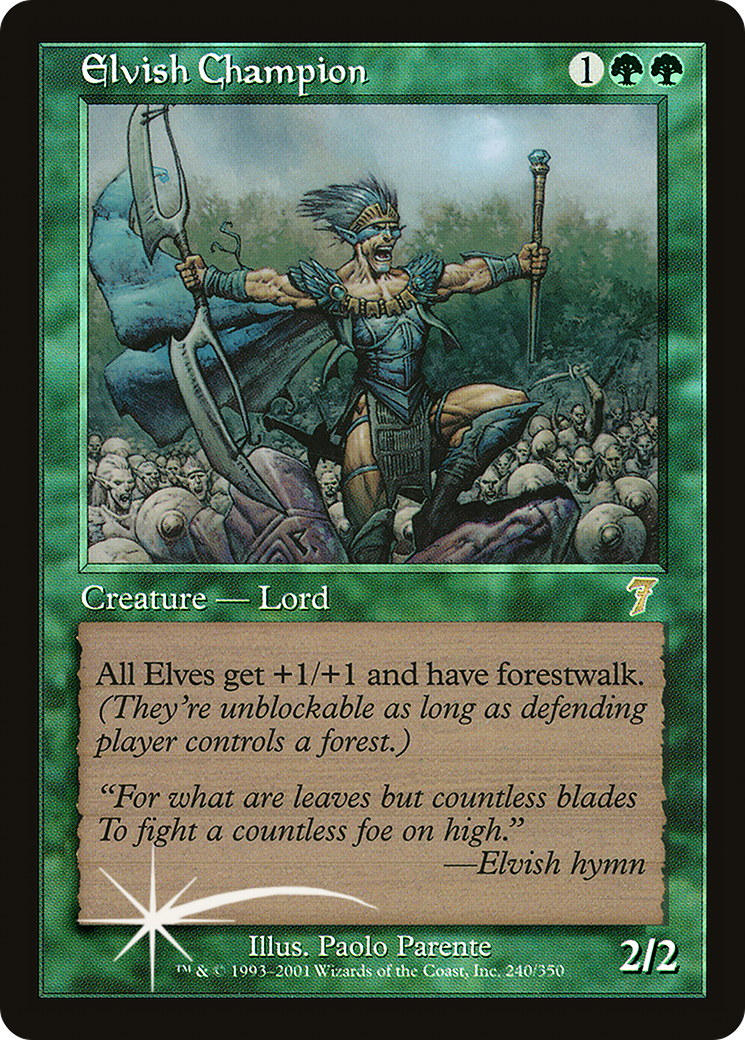 Elvish Champion 1
Creature — Lord 7
All Elves get +1/+1 and have forestwalk.
(They're unblockable as long as defending
player controls a forest.)
“For what are leaves but countless blades
To fight a countless foe on high.”
—Elvish hymn
Illus. Paolo Parente
™ & © 1993–2001 Wizards of the Coast, Inc. 240/350
2/2